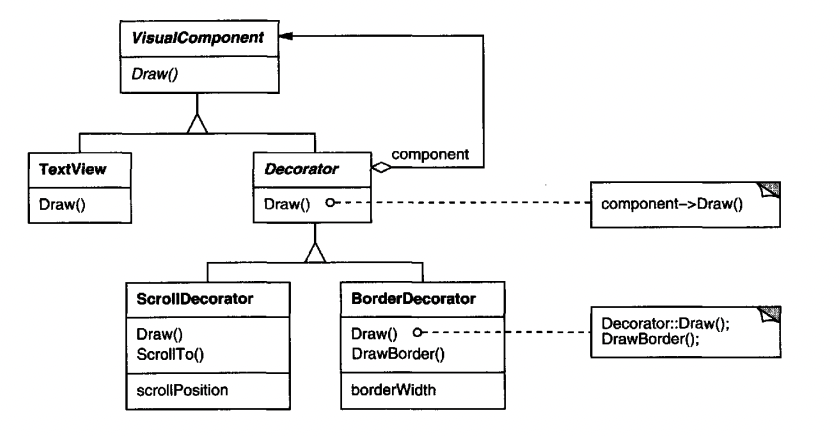 VisualComponent
Draw()
component
TextView
Draw()
Decorator
Draw()
component->Draw()
ScrollDecorator
Draw()
ScrollTo()
scrollPosition
BorderDecorator
Draw()
DrawBorder()
borderWidth
Decorator::Draw();
DrawBorder();